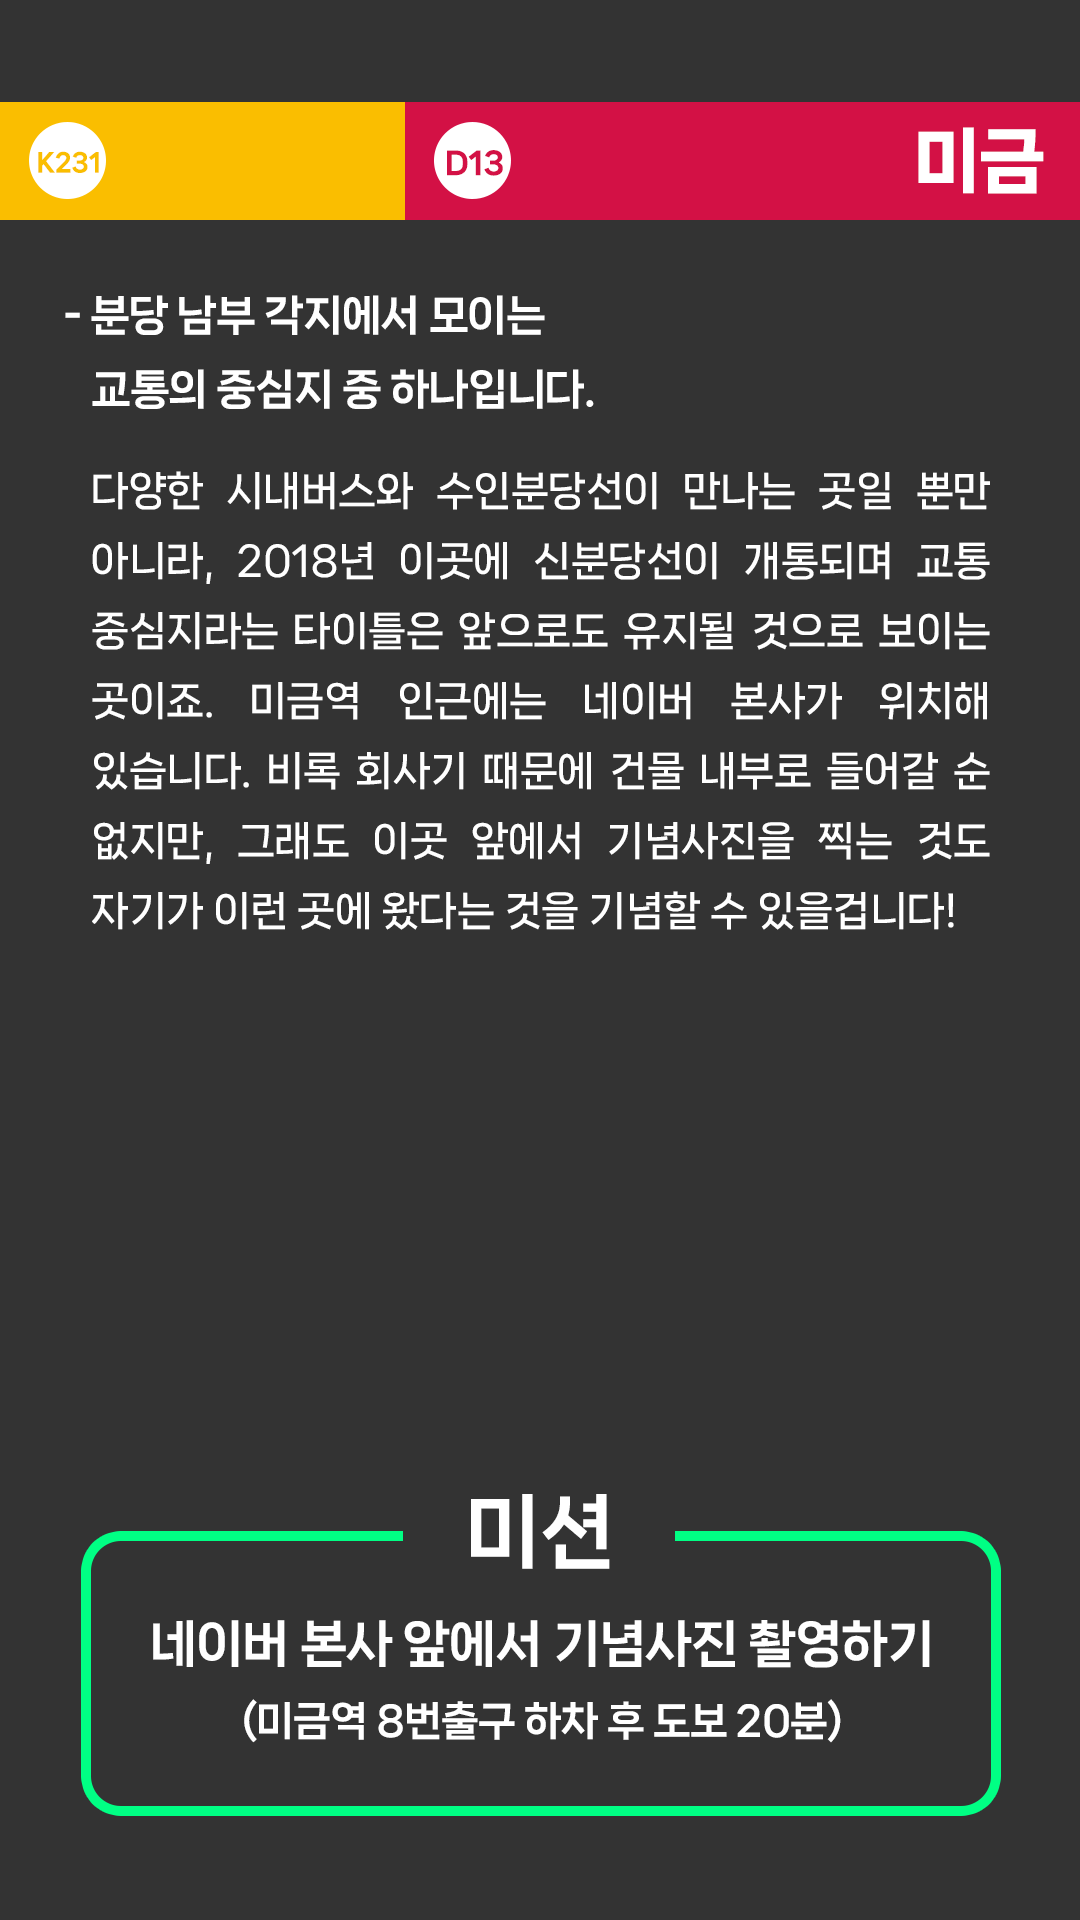 K231
D13
미금
- 분당 남부 각지에서 모이는
교통의 중심지 중 하나입니다.
다양한 시내버스와 수인분당선이 만나는 곳일 뿐만
아니라, 2018년 이곳에 신분당선이 개통되며 교통
중심지라는 타이틀은 앞으로도 유지될 것으로 보이는
곳이죠. 미금역 인근에는 네이버 본사가 위치해
있습니다. 비록 회사기 때문에 건물 내부로 들어갈 순
없지만, 그래도 이곳 앞에서 기념사진을 찍는 것도
자기가 이런 곳에 왔다는 것을 기념할 수 있을겁니다!
미션
네이버 본사 앞에서 기념사진 촬영하기
(미금역 8번출구 하차 후 도보 20분)